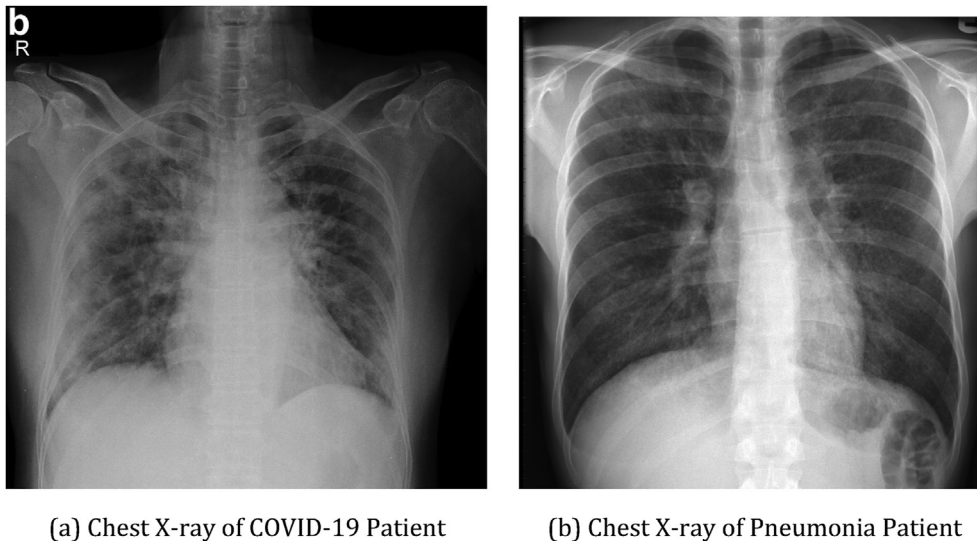 b
R
(a) Chest X-ray of COVID-19 Patient
(b) Chest X-ray of Pneumonia Patient